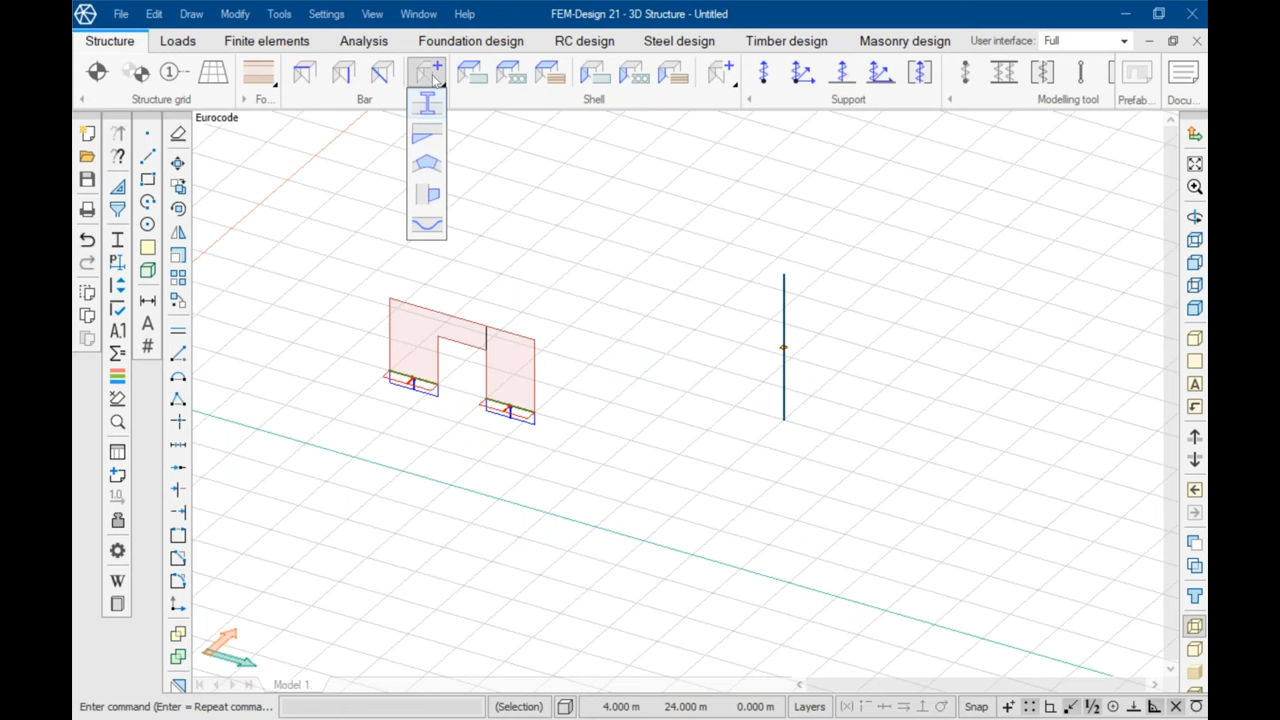 File Edit Draw Modify Tools Settings View Window Help FEM-Design 21 - 3D Structure - Untitled
Structure Loads Finite elements Analysis Foundation design RC design Steel design Timber design Masonry design User interface: Full
Structure grid Fo... Bar Shell Support Modelling tool Prefab... Docu...
Eurocode
Model 1.
Enter command (Enter = Repeat comma... (Selection) 4.000 m 24.000 m 0.000 m Layers Snap